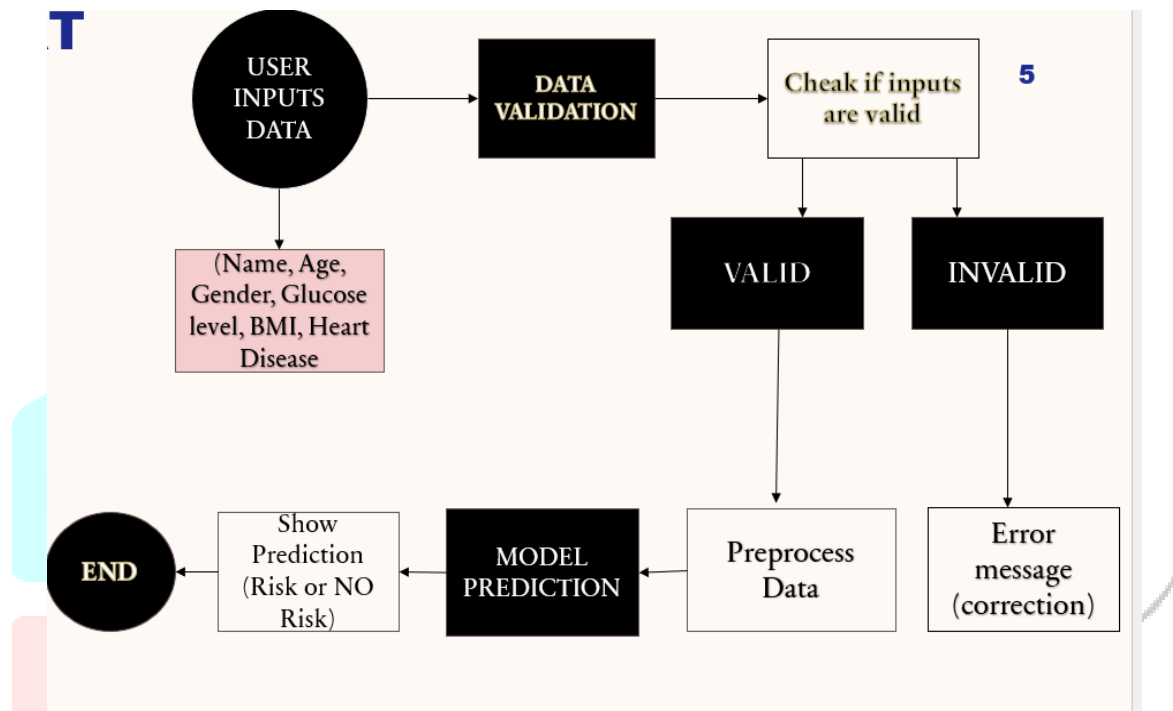 T
USER
INPUTS
DATA
DATA
VALIDATION
Cheak if inputs
are valid
5
(Name, Age,
Gender, Glucose
level, BMI, Heart
Disease
VALID
INVALID
END
Show
Prediction
(Risk or NO
Risk)
MODEL
PREDICTION
Preprocess
Data
Error
message
(correction)